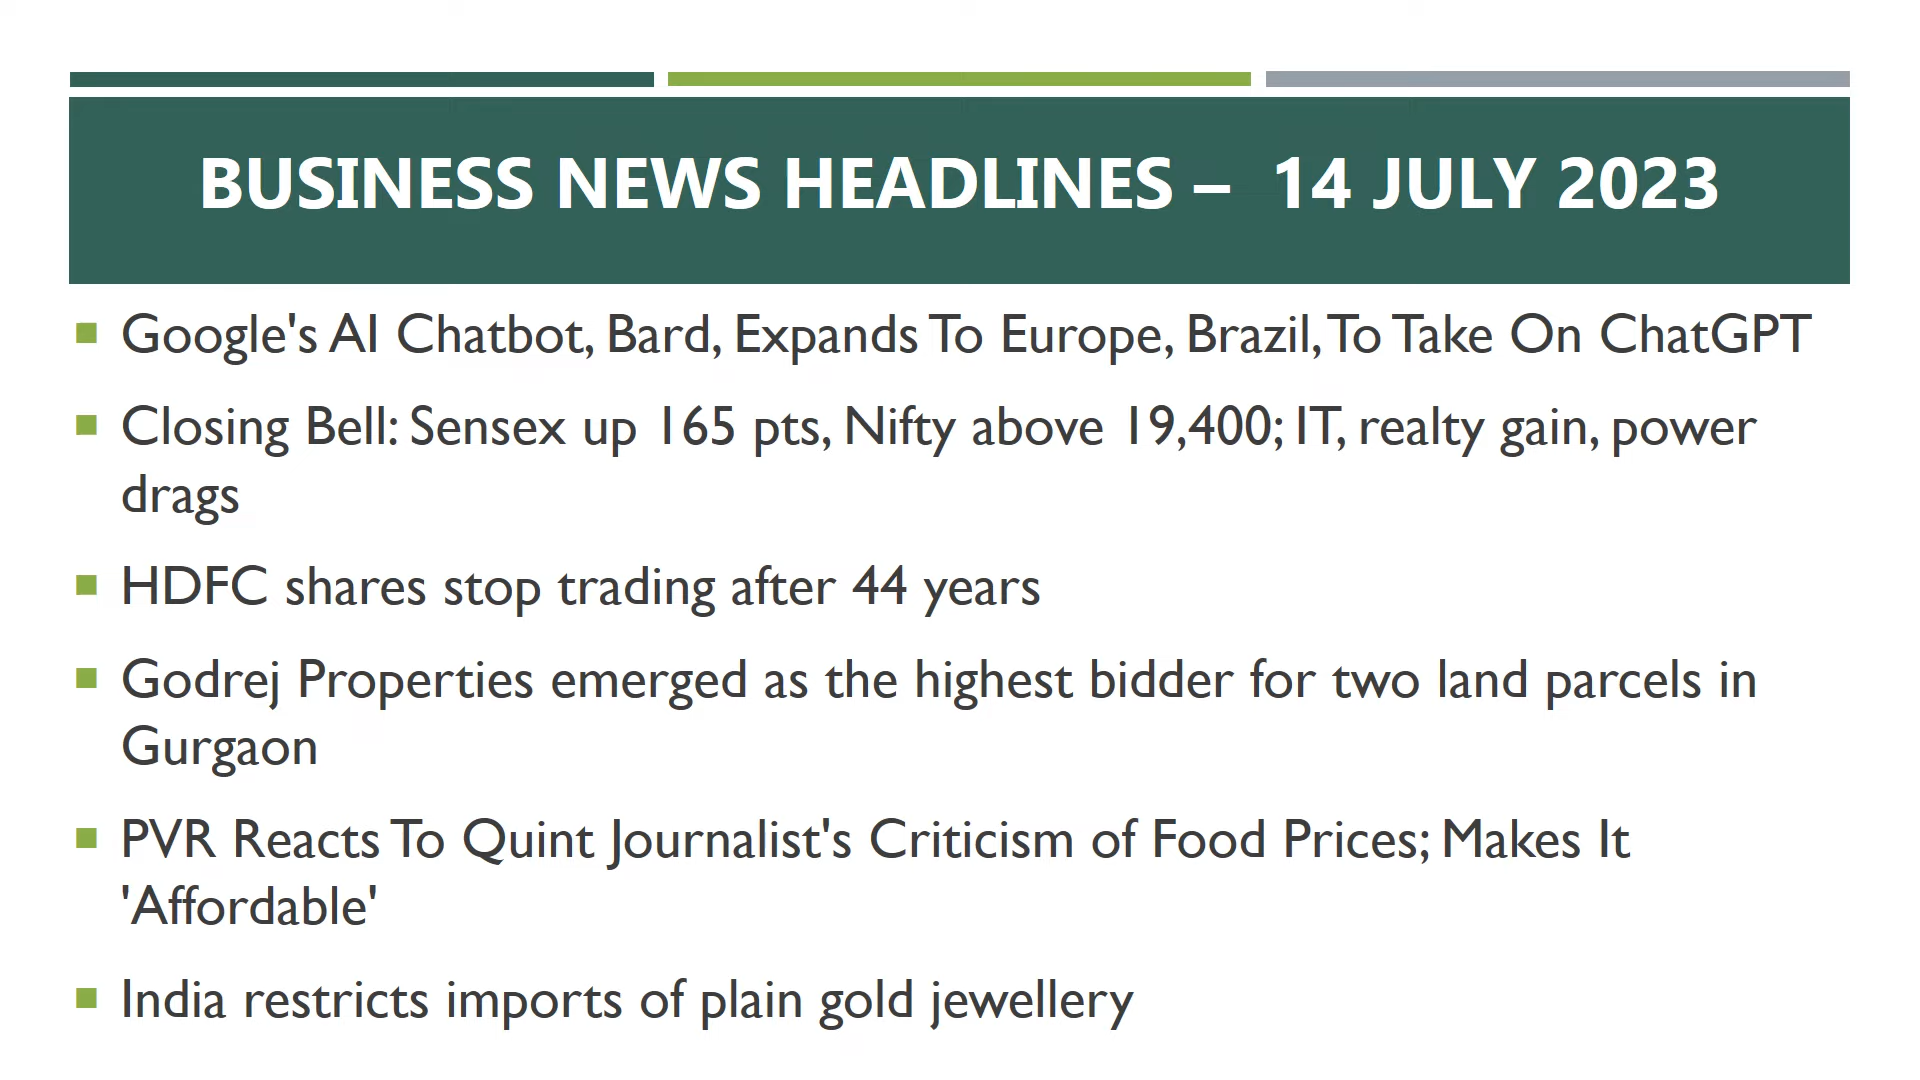 BUSINESS NEWS HEADLINES – 14 JULY 2023
Google's AI Chatbot, Bard, Expands To Europe, Brazil, To Take On ChatGPT
Closing Bell: Sensex up 165 pts, Nifty above 19,400; IT, realty gain, power
drags
HDFC shares stop trading after 44 years
Godrej Properties emerged as the highest bidder for two land parcels in
Gurgaon
PVR Reacts To Quint Journalist's Criticism of Food Prices; Makes It
'Affordable'
India restricts imports of plain gold jewellery